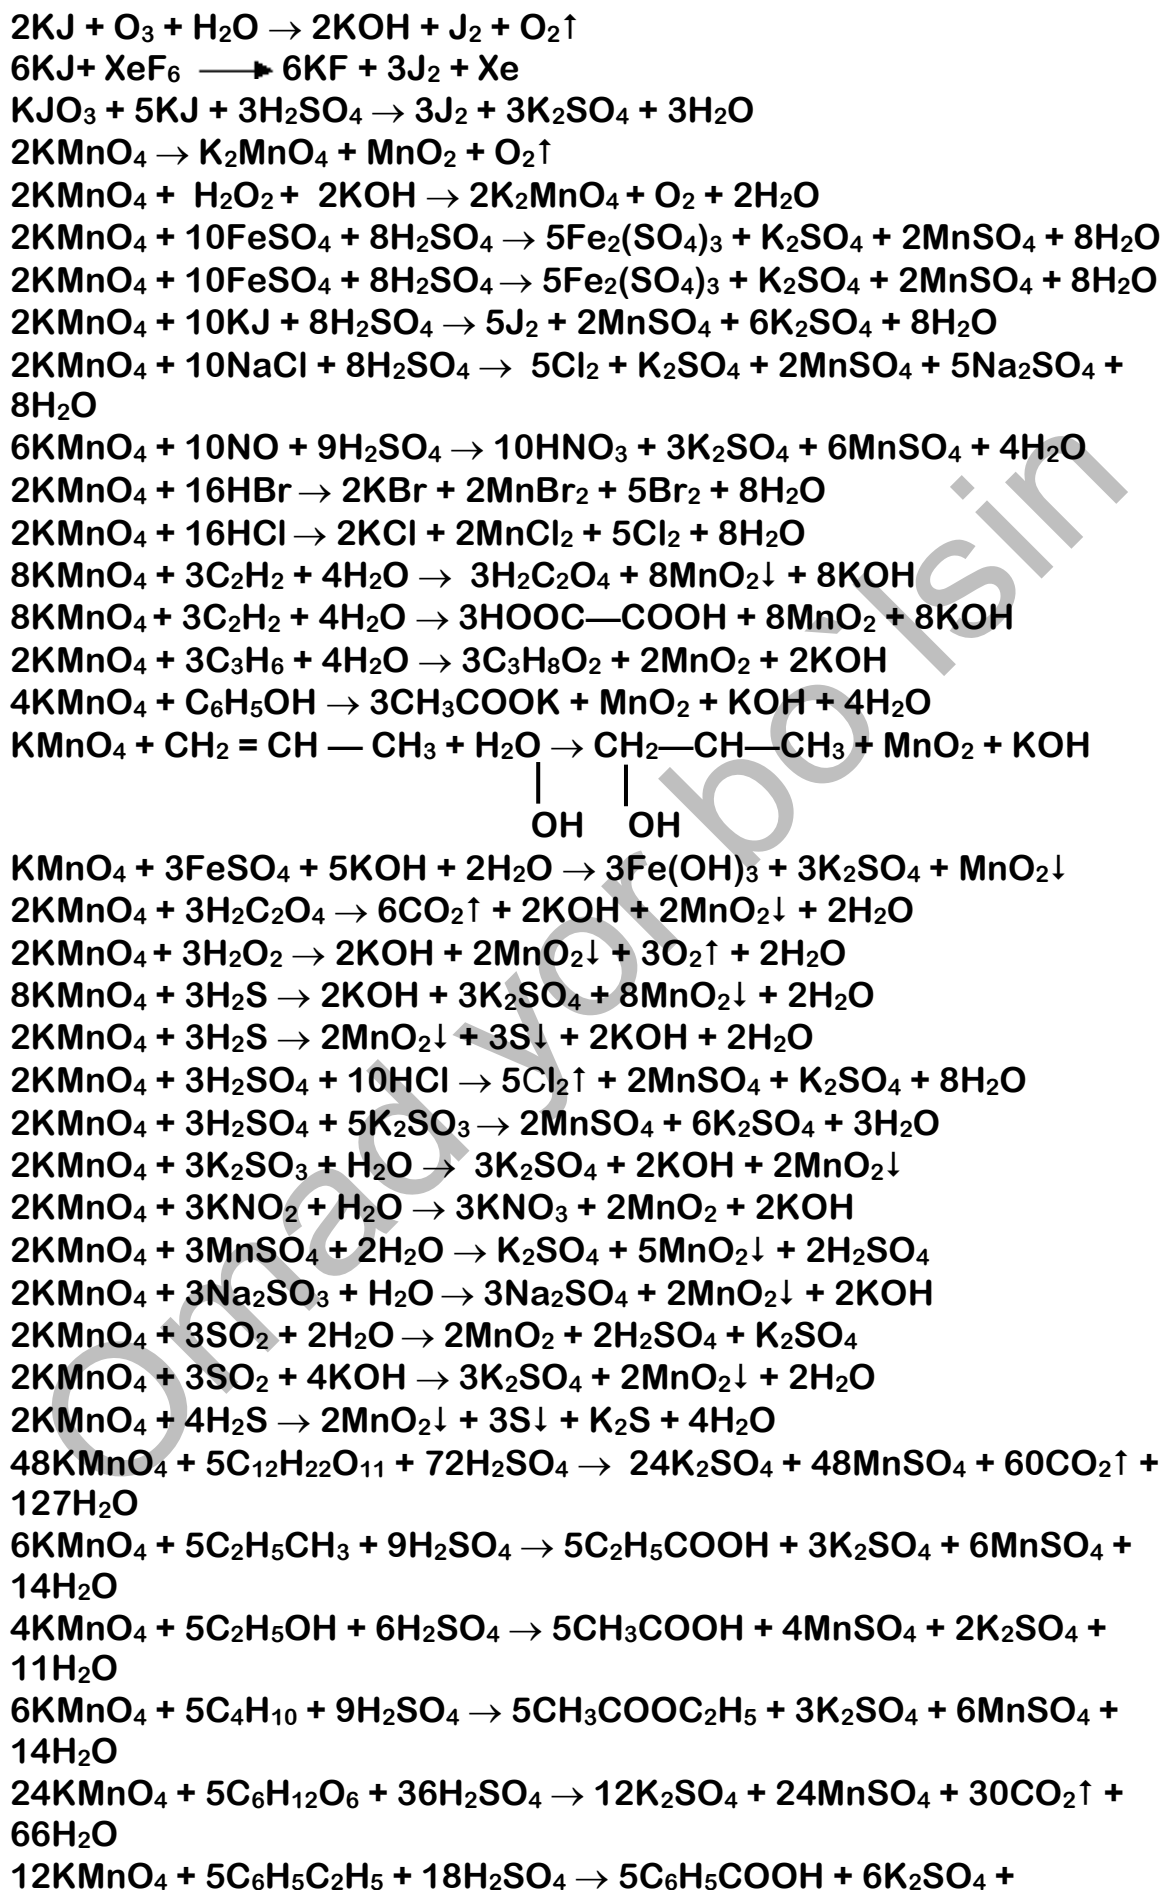 2KJ + O₃ + H₂O → 2KOH + J₂ + O₂↑
6KJ+ XeF₆ ⟶ 6KF + 3J₂ + Xe
KJO₃ + 5KJ + 3H₂SO₄ → 3J₂ + 3K₂SO₄ + 3H₂O
2KMnO₄ → K₂MnO₄ + MnO₂ + O₂↑
2KMnO₄ + H₂O₂ + 2KOH → 2K₂MnO₄ + O₂ + 2H₂O
2KMnO₄ + 10FeSO₄ + 8H₂SO₄ → 5Fe₂(SO₄)₃ + K₂SO₄ + 2MnSO₄ + 8H₂O
2KMnO₄ + 10FeSO₄ + 8H₂SO₄ → 5Fe₂(SO₄)₃ + K₂SO₄ + 2MnSO₄ + 8H₂O
2KMnO₄ + 10KJ + 8H₂SO₄ → 5J₂ + 2MnSO₄ + 6K₂SO₄ + 8H₂O
2KMnO₄ + 10NaCl + 8H₂SO₄ → 5Cl₂ + K₂SO₄ + 2MnSO₄ + 5Na₂SO₄ +
8H₂O
6KMnO₄ + 10NO + 9H₂SO₄ → 10HNO₃ + 3K₂SO₄ + 6MnSO₄ + 4H₂O
2KMnO₄ + 16HBr → 2KBr + 2MnBr₂ + 5Br₂ + 8H₂O
2KMnO₄ + 16HCl → 2KCl + 2MnCl₂ + 5Cl₂ + 8H₂O
8KMnO₄ + 3C₂H₂ + 4H₂O → 3H₂C₂O₄ + 8MnO₂↓ + 8KOH
8KMnO₄ + 3C₂H₂ + 4H₂O → 3HOOC—COOH + 8MnO₂ + 8KOH
2KMnO₄ + 3C₃H₆ + 4H₂O → 3C₃H₈O₂ + 2MnO₂ + 2KOH
4KMnO₄ + C₆H₅OH → 3CH₃COOK + MnO₂ + KOH + 4H₂O
KMnO₄ + CH₂ = CH — CH₃ + H₂O → CH₂—CH—CH₃ + MnO₂ + KOH
OH OH
KMnO₄ + 3FeSO₄ + 5KOH + 2H₂O → 3Fe(OH)₃ + 3K₂SO₄ + MnO₂↓
2KMnO₄ + 3H₂C₂O₄ → 6CO₂↑ + 2KOH + 2MnO₂↓ + 2H₂O
2KMnO₄ + 3H₂O₂ → 2KOH + 2MnO₂↓ + 3O₂↑ + 2H₂O
8KMnO₄ + 3H₂S → 2KOH + 3K₂SO₄ + 8MnO₂↓ + 2H₂O
2KMnO₄ + 3H₂S → 2MnO₂↓ + 3S↓ + 2KOH + 2H₂O
2KMnO₄ + 3H₂SO₄ + 10HCl → 5Cl₂↑ + 2MnSO₄ + K₂SO₄ + 8H₂O
2KMnO₄ + 3H₂SO₄ + 5K₂SO₃ → 2MnSO₄ + 6K₂SO₄ + 3H₂O
2KMnO₄ + 3K₂SO₃ + H₂O → 3K₂SO₄ + 2KOH + 2MnO₂↓
2KMnO₄ + 3KNO₂ + H₂O → 3KNO₃ + 2MnO₂ + 2KOH
2KMnO₄ + 3MnSO₄ + 2H₂O → K₂SO₄ + 5MnO₂↓ + 2H₂SO₄
2KMnO₄ + 3Na₂SO₃ + H₂O → 3Na₂SO₄ + 2MnO₂↓ + 2KOH
2KMnO₄ + 3SO₂ + 2H₂O → 2MnO₂ + 2H₂SO₄ + K₂SO₄
2KMnO₄ + 3SO₂ + 4KOH → 3K₂SO₄ + 2MnO₂↓ + 2H₂O
2KMnO₄ + 4H₂S → 2MnO₂↓ + 3S↓ + K₂S + 4H₂O
48KMnO₄ + 5C₁₂H₂₂O₁₁ + 72H₂SO₄ → 24K₂SO₄ + 48MnSO₄ + 60CO₂↑ +
127H₂O
6KMnO₄ + 5C₂H₅CH₃ + 9H₂SO₄ → 5C₂H₅COOH + 3K₂SO₄ + 6MnSO₄ +
14H₂O
4KMnO₄ + 5C₂H₅OH + 6H₂SO₄ → 5CH₃COOH + 4MnSO₄ + 2K₂SO₄ +
11H₂O
6KMnO₄ + 5C₄H₁₀ + 9H₂SO₄ → 5CH₃COOC₂H₅ + 3K₂SO₄ + 6MnSO₄ +
14H₂O
24KMnO₄ + 5C₆H₁₂O₆ + 36H₂SO₄ → 12K₂SO₄ + 24MnSO₄ + 30CO₂↑ +
66H₂O
12KMnO₄ + 5C₆H₅C₂H₅ + 18H₂SO₄ → 5C₆H₅COOH + 6K₂SO₄ +
Omad yor bo`lsin